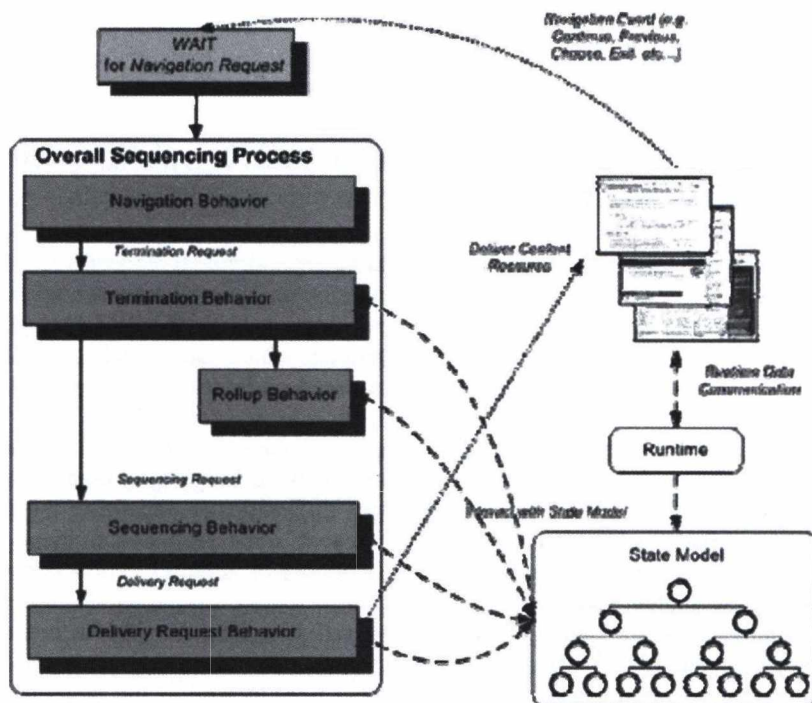 WAIT
for Navigation Request
Navigation Event (e.g.
Continue, Previous,
Choose, Exit, etc...)
Overall Sequencing Process
Navigation Behavior
Termination Request
Termination Behavior
Rollup Behavior
Sequencing Request
Sequencing Behavior
Delivery Request
Delivery Request Behavior
Deliver Content
Resources
Runtime Data
Communication
Runtime
Interact with State Model
State Model